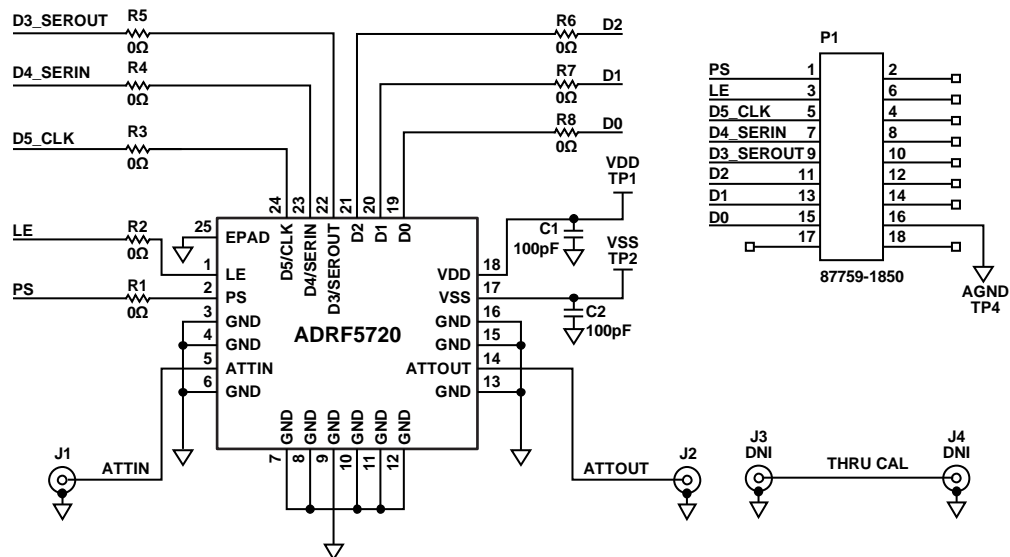 D3_SEROUT
R5
0Ω
D4_SERIN
R4
0Ω
D5_CLK
R3
0Ω
LE
R2
0Ω
PS
R1
0Ω
R6
0Ω
D2
R7
0Ω
D1
R8
0Ω
D0
VDD
TP1
C1
100pF
VSS
TP2
C2
100pF
24
23
22
21
20
19
D5/CLK
D4/SERIN
D3/SEROUT
D2
D1
D0
25
EPAD
1
LE
2
PS
3
GND
4
GND
5
ATTIN
6
GND
ADRF5720
VDD
18
VSS
17
GND
16
GND
15
ATTOUT
14
GND
13
GND
GND
GND
GND
GND
GND
7
8
9
10
11
12
J1
ATTIN
ATTOUT
J2
P1
PS
1
2
LE
3
6
D5_CLK
5
4
D4_SERIN
7
8
D3_SEROUT
9
10
D2
11
12
D1
13
14
D0
15
16
17
18
87759-1850
AGND
TP4
J3
DNI
THRU CAL
J4
DNI